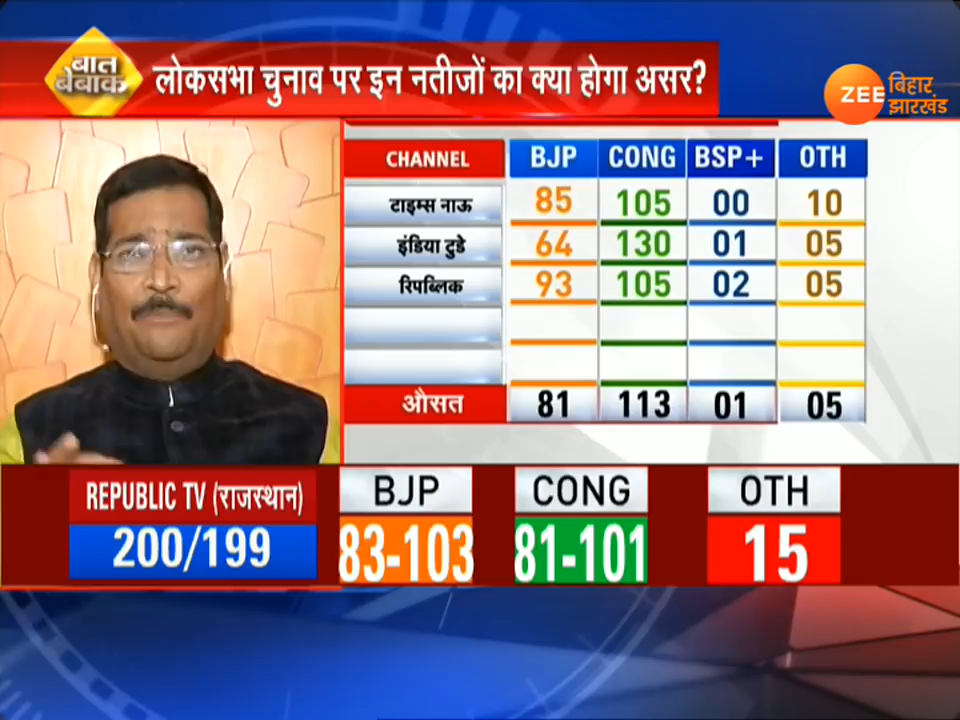 बात
बेबाक
लोकसभा चुनाव पर इन नतीजों का क्या होगा असर?
ZEE बिहार
झारखंड
CHANNEL BJP CONG BSP+ OTH
टाइम्स नाऊ 85 105 00 10
इंडिया टुडे 64 130 01 05
रिपब्लिक 93 105 02 05
औसत 81 113 01 05
REPUBLIC TV (राजस्थान) BJP CONG OTH
200/199 83-103 81-101 15